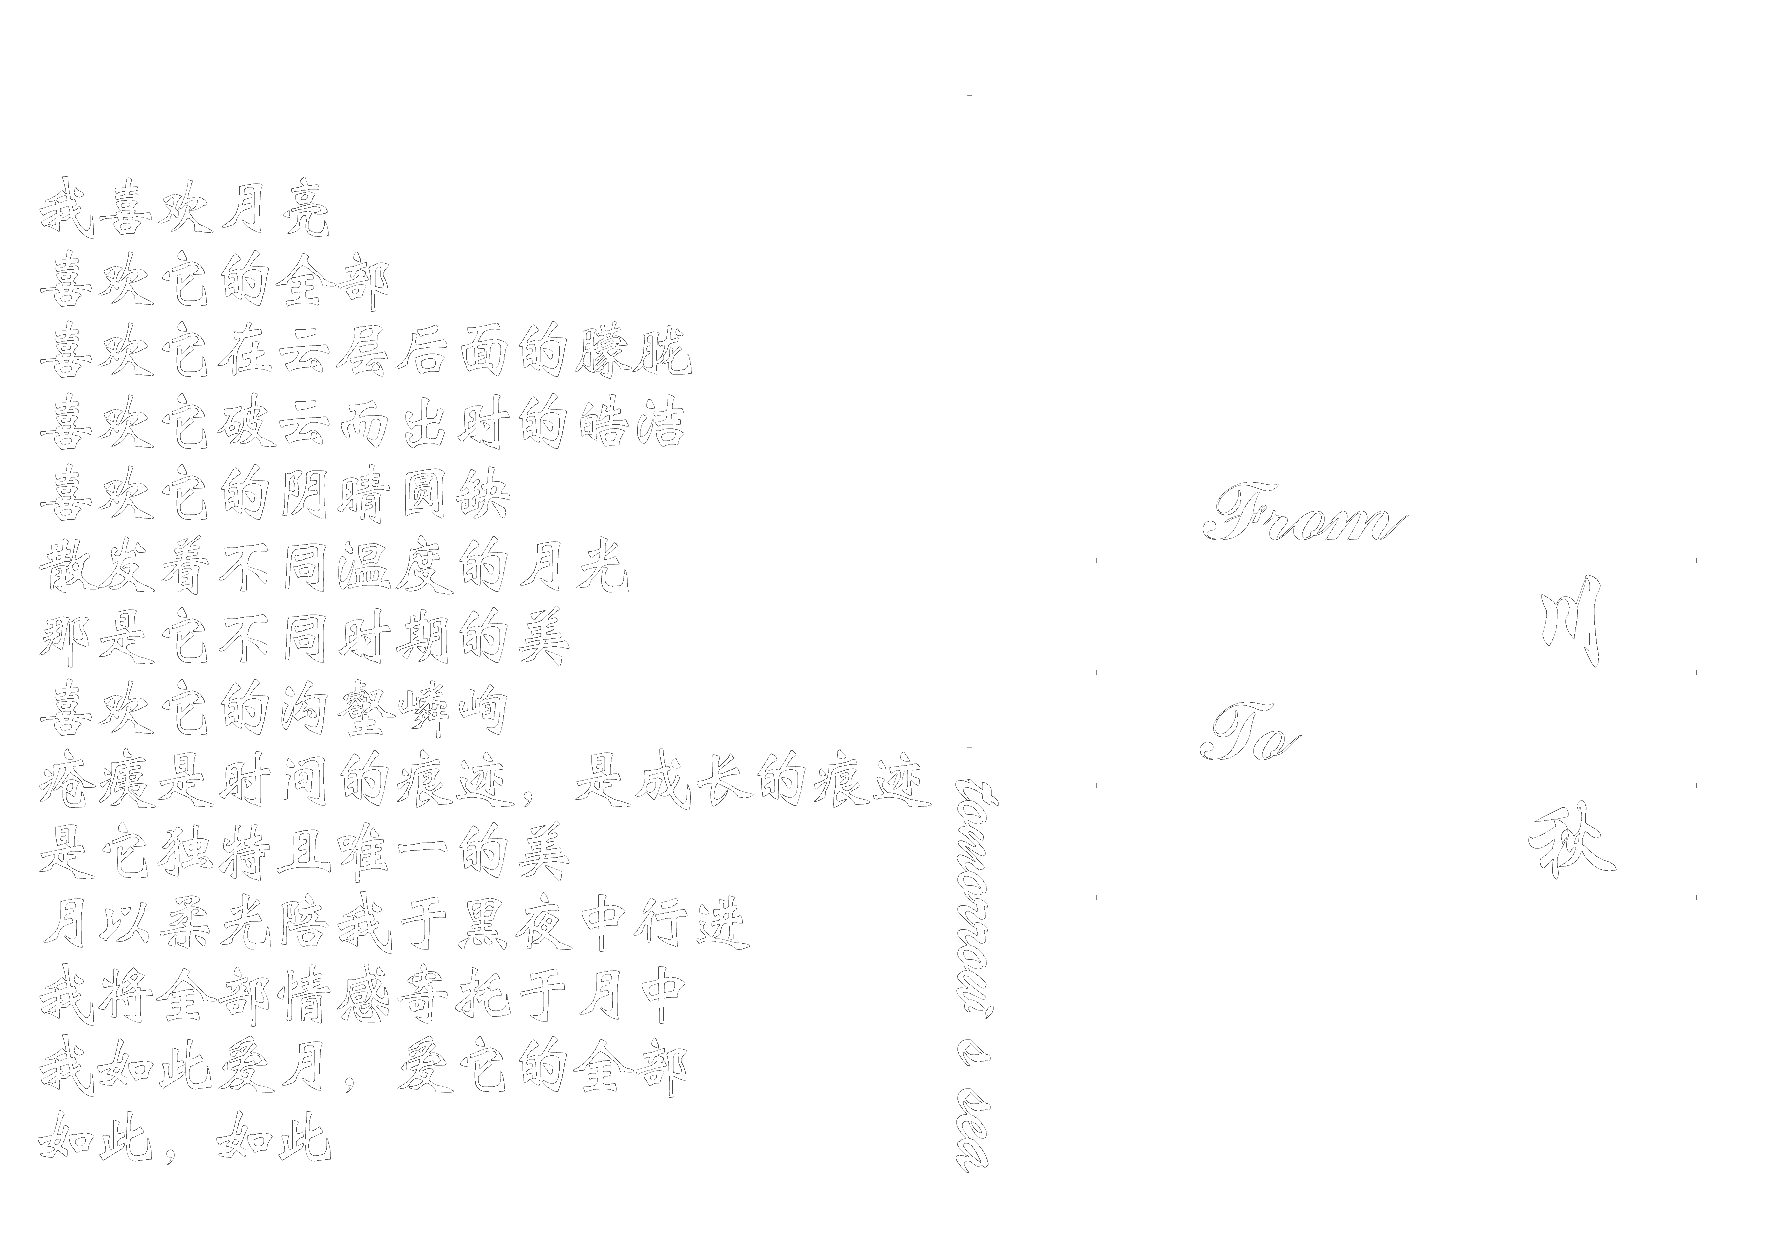 我喜欢月亮
喜欢它的全部
喜欢它在云层后面的朦胧
喜欢它破云而出时的皓洁
喜欢它的阴晴圆缺
散发着不同温度的月光
那是它不同时期的美
喜欢它的沟壑嶙峋
疮痍是时间的痕迹，是成长的痕迹
是它独特且唯一的美
月以柔光陪我于黑夜中行进
我将全部情感寄托于月中
我如此爱月，爱它的全部
如此，如此
tomorrow s sea
From
川
To
秋